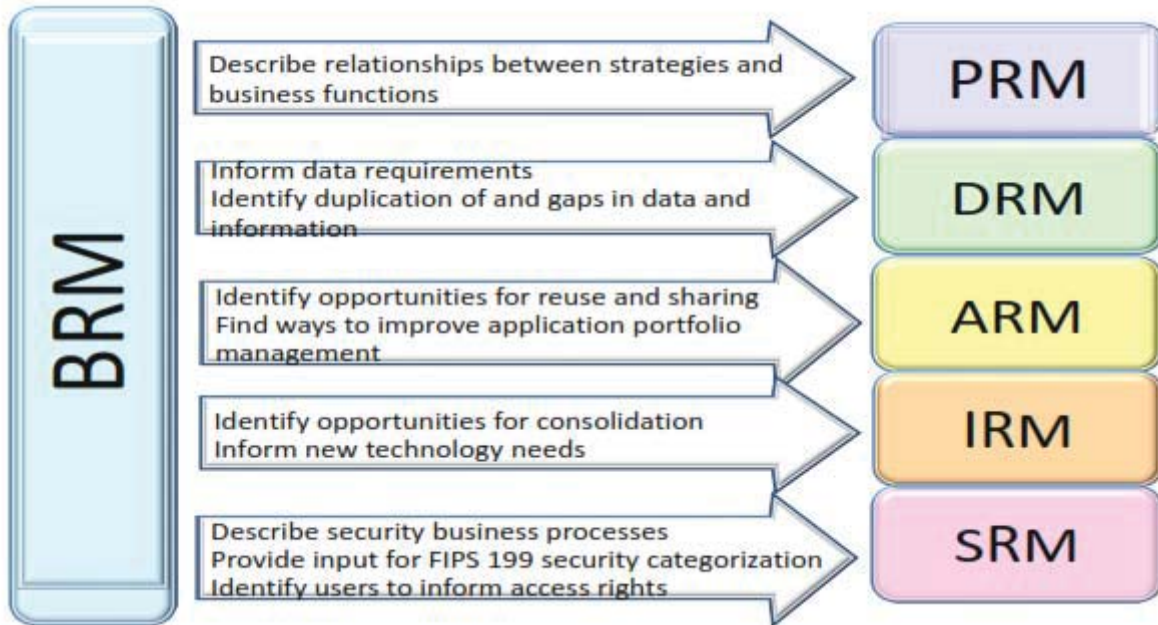 BRM
Describe relationships between strategies and
business functions
PRM
Inform data requirements
Identify duplication of and gaps in data and
information
DRM
Identify opportunities for reuse and sharing
Find ways to improve application portfolio
management
ARM
Identify opportunities for consolidation
Inform new technology needs
IRM
Describe security business processes
Provide input for FIPS 199 security categorization
Identify users to inform access rights
SRM